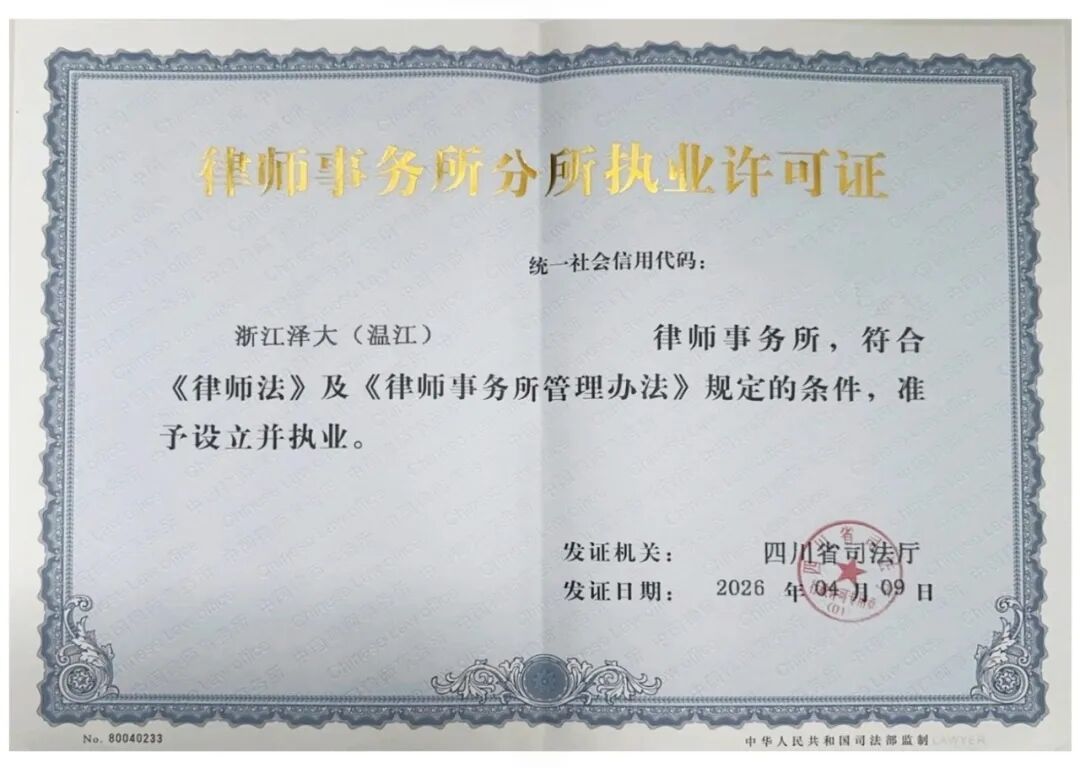 律师事务所分所执业许可证
统一社会信用代码：
浙江泽大（温江） 律师事务所，符合
《律师法》及《律师事务所管理办法》规定的条件，准
予设立并执业。
发证机关： 四川省司法厅
发证日期： 2026 年 04 月 09 日
No. 80040233
中华人民共和国司法部监制 LAWYER